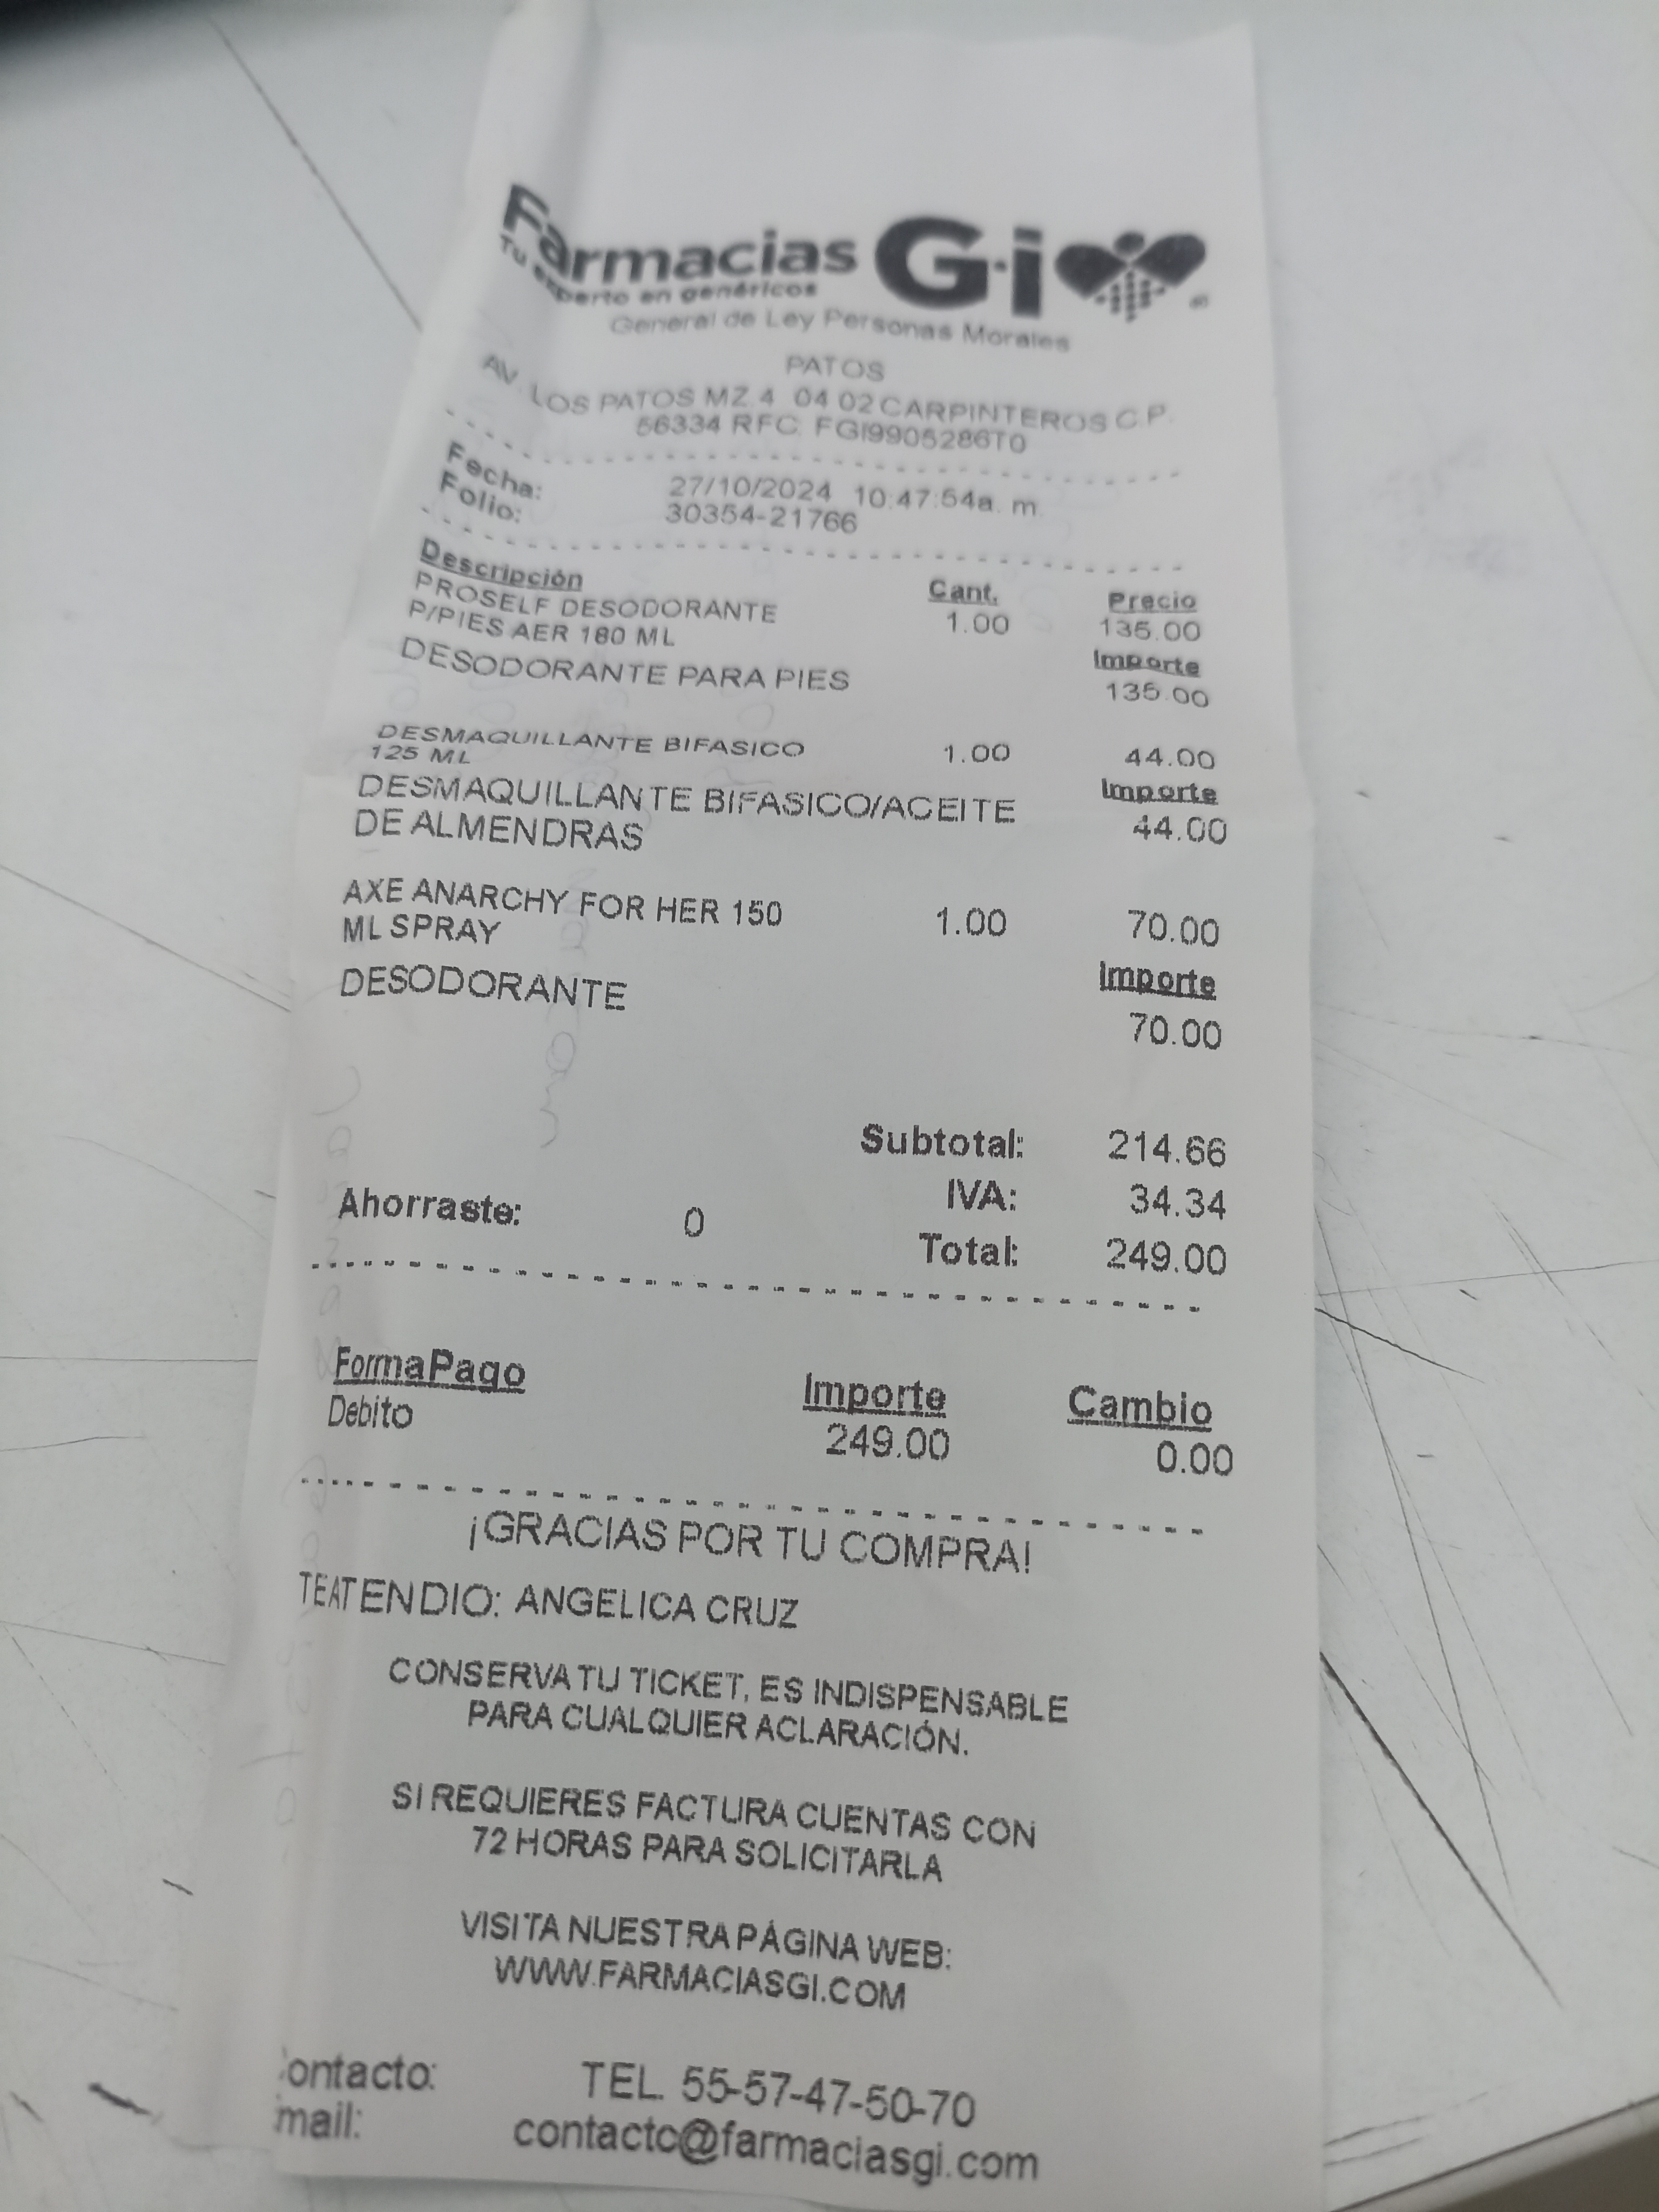 Farmacias G·i
Tu experto en genéricos
General de Ley Personas Morales
PATOS
AV. LOS PATOS MZ 4 04 02 CARPINTEROS C.P.
56334 RFC. FGI9905286T0
Fecha: 27/10/2024 10:47:54a. m.
Folio: 30354-21766
Descripción Cant. Precio
PROSELF DESODORANTE 1.00 135.00
P/PIES AER 180 ML Importe
DESODORANTE PARA PIES 135.00
DESMAQUILLANTE BIFASICO 1.00 44.00
125 ML
DESMAQUILLANTE BIFASICO/ACEITE Importe
DE ALMENDRAS 44.00
AXE ANARCHY FOR HER 150 1.00 70.00
ML SPRAY
DESODORANTE Importe
70.00
Subtotal: 214.66
IVA: 34.34
Ahorraste: 0
Total: 249.00
FormaPago Importe Cambio
Debito 249.00 0.00
¡GRACIAS POR TU COMPRA!
TE ATENDIO: ANGELICA CRUZ
CONSERVA TU TICKET, ES INDISPENSABLE
PARA CUALQUIER ACLARACIÓN.
SI REQUIERES FACTURA CUENTAS CON
72 HORAS PARA SOLICITARLA
VISITA NUESTRA PÁGINA WEB:
WWW.FARMACIASGI.COM
ontacto: TEL. 55-57-47-50-70
mail: contacto@farmaciasgi.com